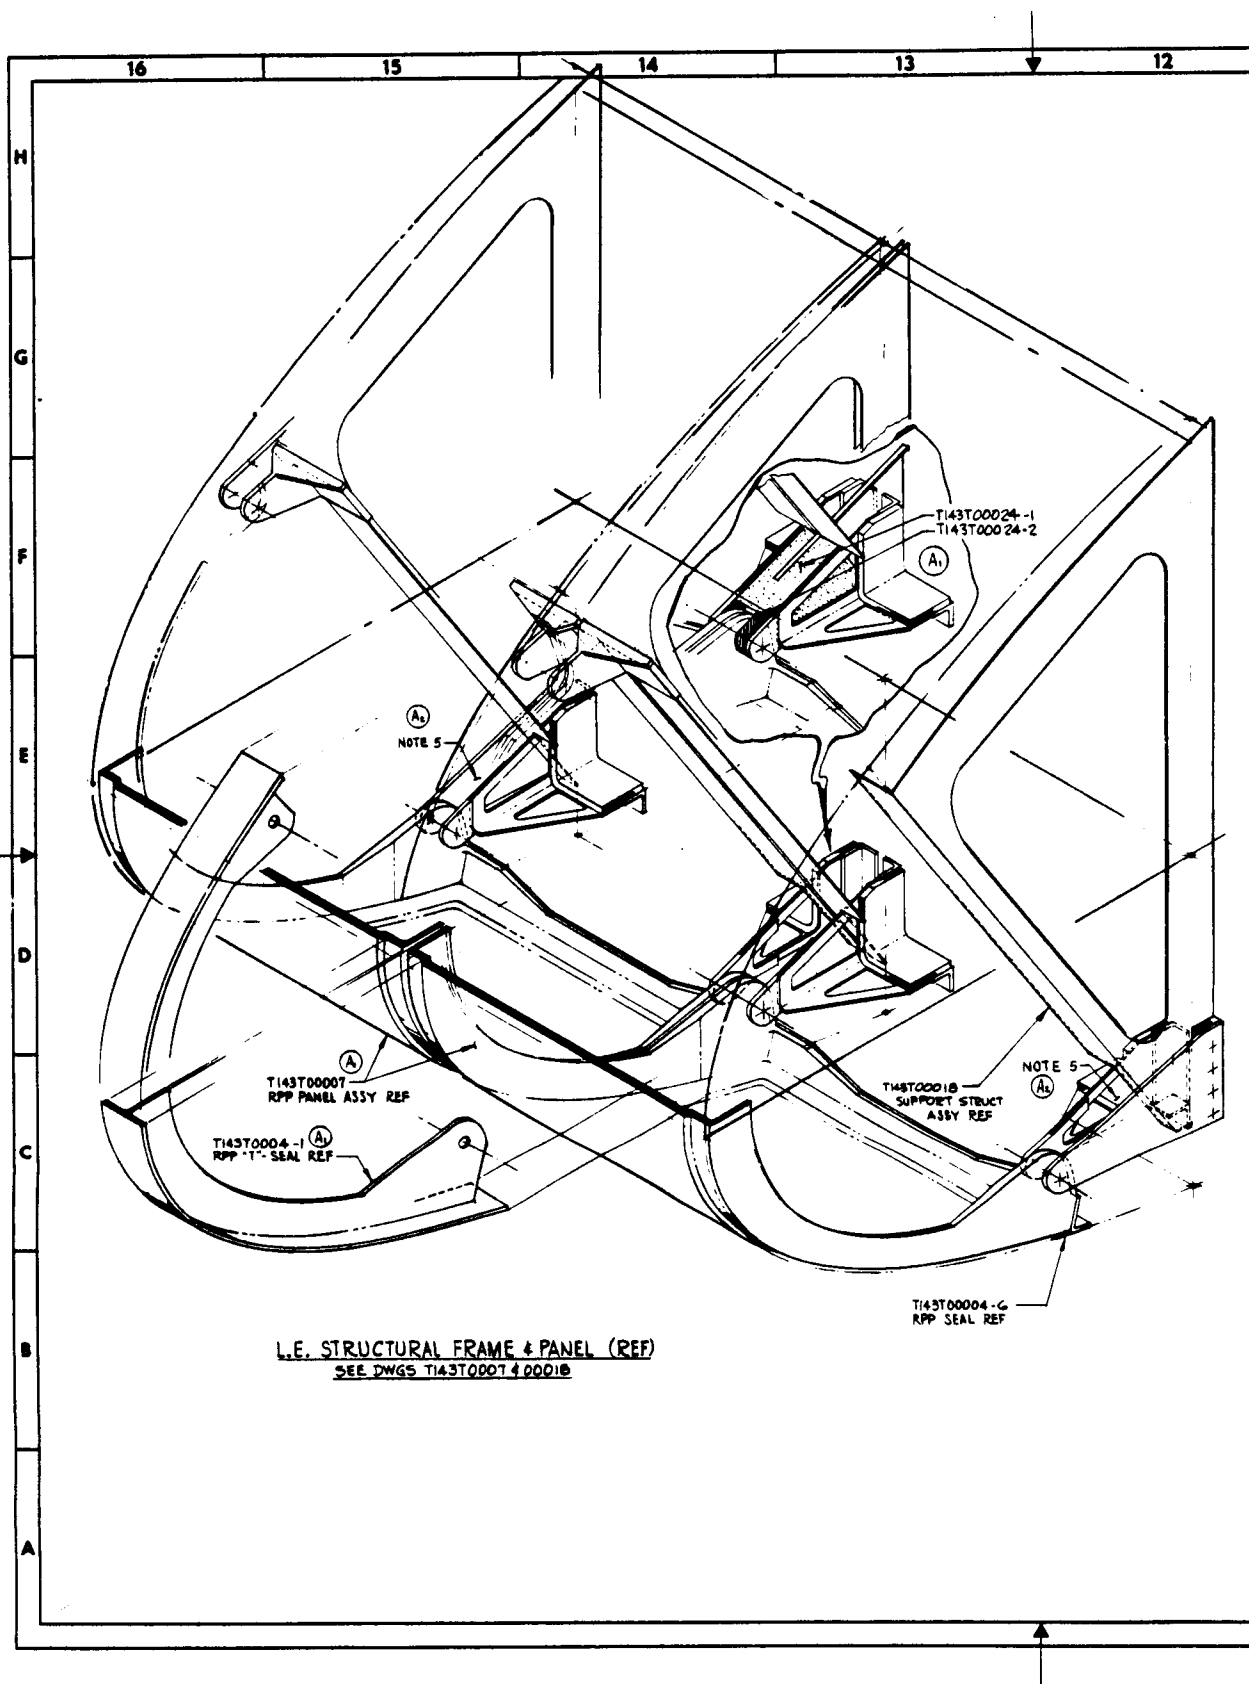 16 15 14 13 12
H
G
F
E
D
C
B
A
T143T00024-1
T143T00024-2
A1
A2
NOTE 5
A
T143T00007
RPP PANEL ASSY REF
T143T0004-1 A1
RPP "T"- SEAL REF
T143T00018
SUPPORT STRUCT
ASSY REF
NOTE 5
A2
T143T00004-6
RPP SEAL REF
L.E. STRUCTURAL FRAME & PANEL (REF)
SEE DWGS T143T0007 & 00018